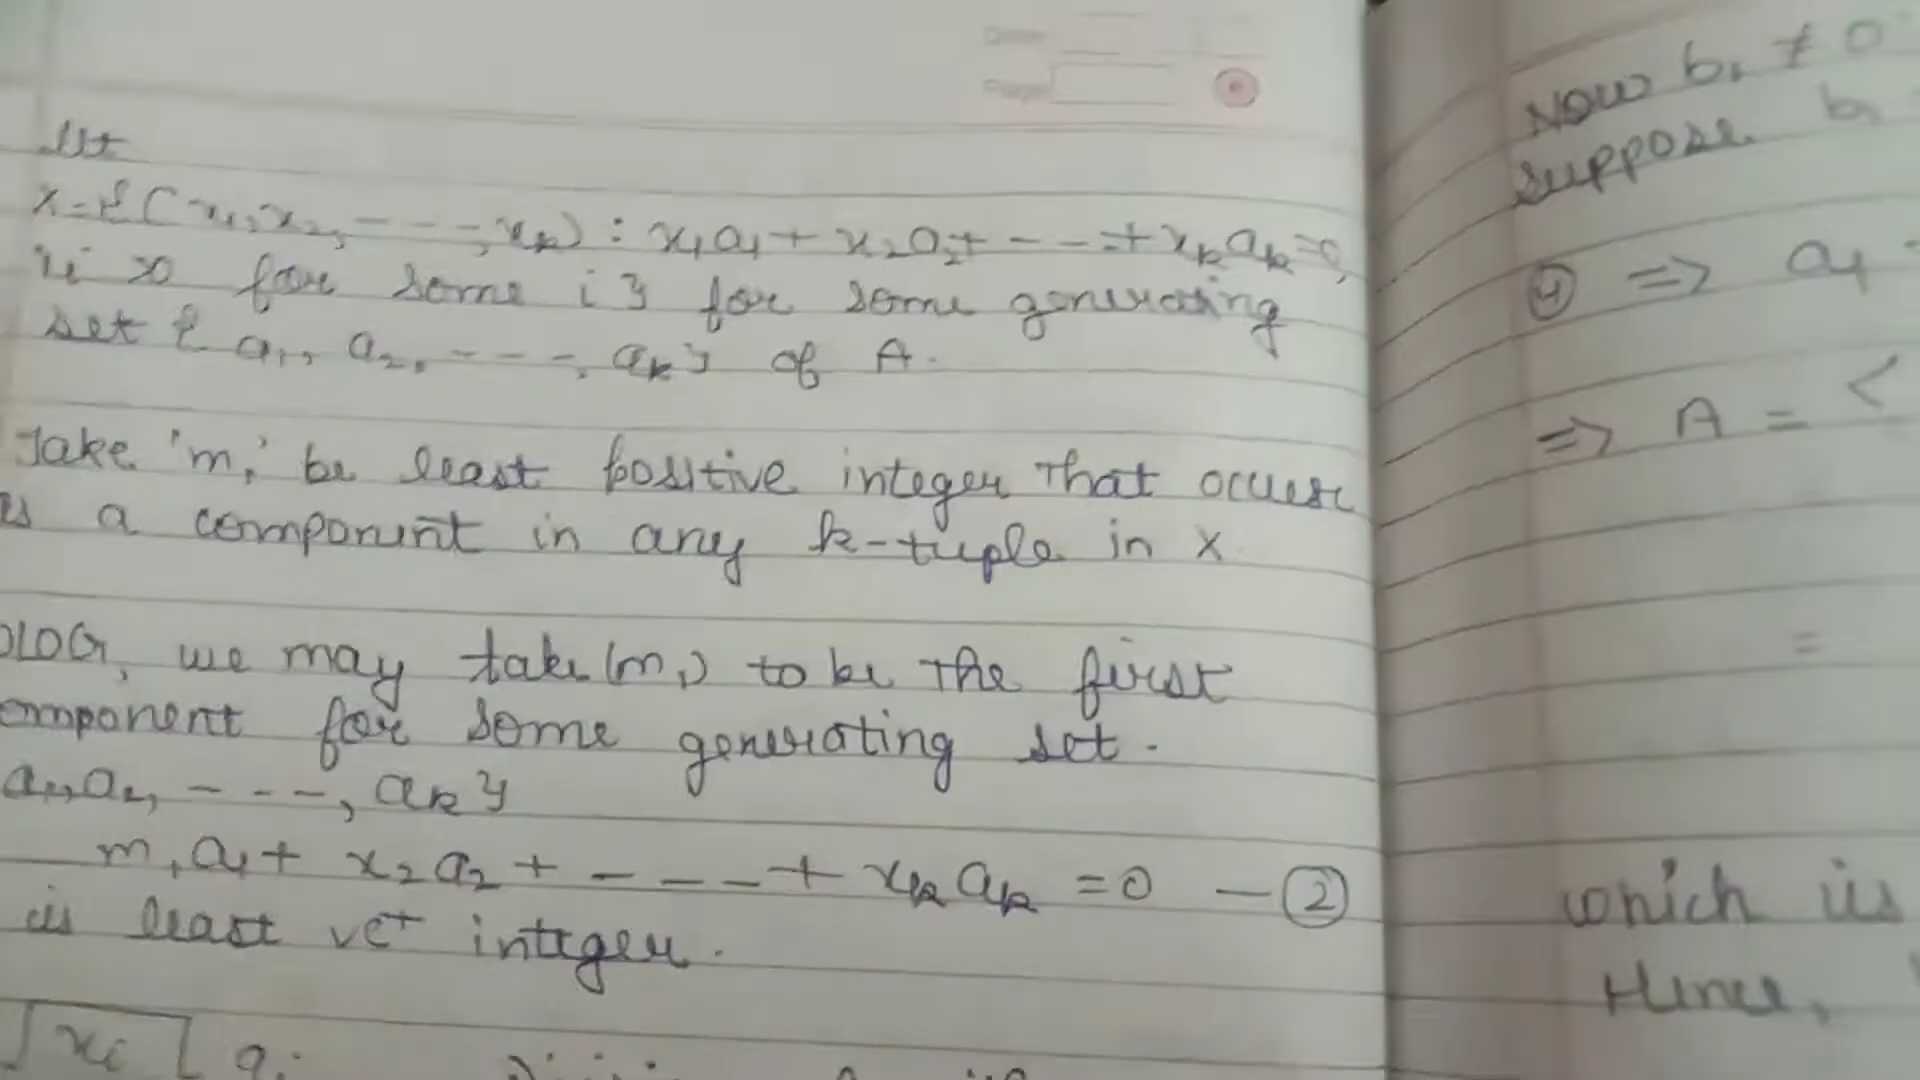 Date
Page
Let
X = { (x₁, x₂, - - -, xₖ) : x₁a₁ + x₂a₂ + - - - + xₖaₖ = 0,
for some i } for some generating
set { a₁, a₂, - - -, aₖ } of A.
Take 'm₁' be least positive integer that occurs
a component in any k-tuple in X
WLOG, we may take (m₁) to be the first
component for some generating set.
a₁, a₂, - - -, aₖ }
m₁a₁ + x₂a₂ + - - - + xₖaₖ = 0 — ②
is least ve⁺ integer.
xᵢ
Now b₁ ≠ 0
Suppose b₁
④ => a₁
=> A = <
=
which is
Hence,